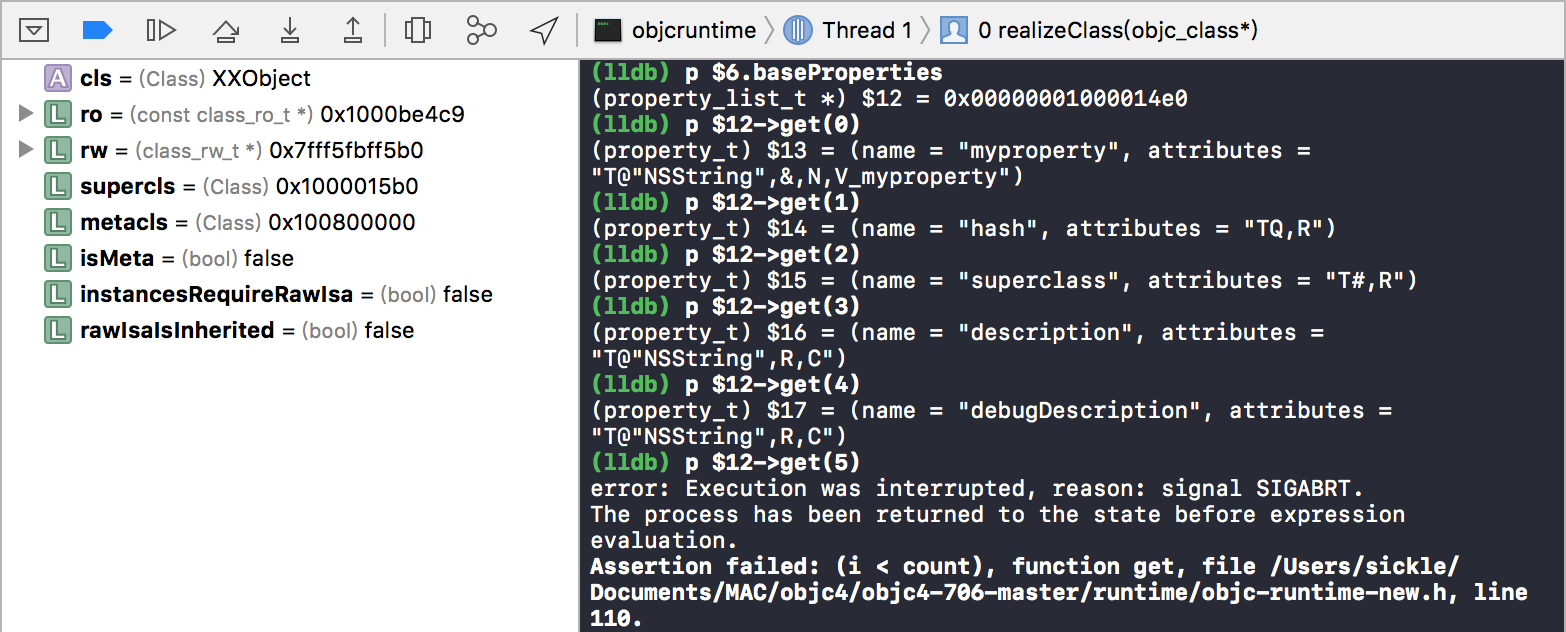 objcruntime Thread 1 0 realizeClass(objc_class*)
A cls = (Class) XXObject
L ro = (const class_ro_t *) 0x1000be4c9
L rw = (class_rw_t *) 0x7fff5fbff5b0
L supercls = (Class) 0x1000015b0
L metacls = (Class) 0x100800000
L isMeta = (bool) false
L instancesRequireRawIsa = (bool) false
L rawIsaIsInherited = (bool) false
(lldb) p $6.baseProperties
(property_list_t *) $12 = 0x00000001000014e0
(lldb) p $12->get(0)
(property_t) $13 = (name = "myproperty", attributes =
"T@"NSString",&,N,V_myproperty")
(lldb) p $12->get(1)
(property_t) $14 = (name = "hash", attributes = "TQ,R")
(lldb) p $12->get(2)
(property_t) $15 = (name = "superclass", attributes = "T#,R")
(lldb) p $12->get(3)
(property_t) $16 = (name = "description", attributes =
"T@"NSString",R,C")
(lldb) p $12->get(4)
(property_t) $17 = (name = "debugDescription", attributes =
"T@"NSString",R,C")
(lldb) p $12->get(5)
error: Execution was interrupted, reason: signal SIGABRT.
The process has been returned to the state before expression
evaluation.
Assertion failed: (i < count), function get, file /Users/sickle/
Documents/MAC/objc4/objc4-706-master/runtime/objc-runtime-new.h, line
110.